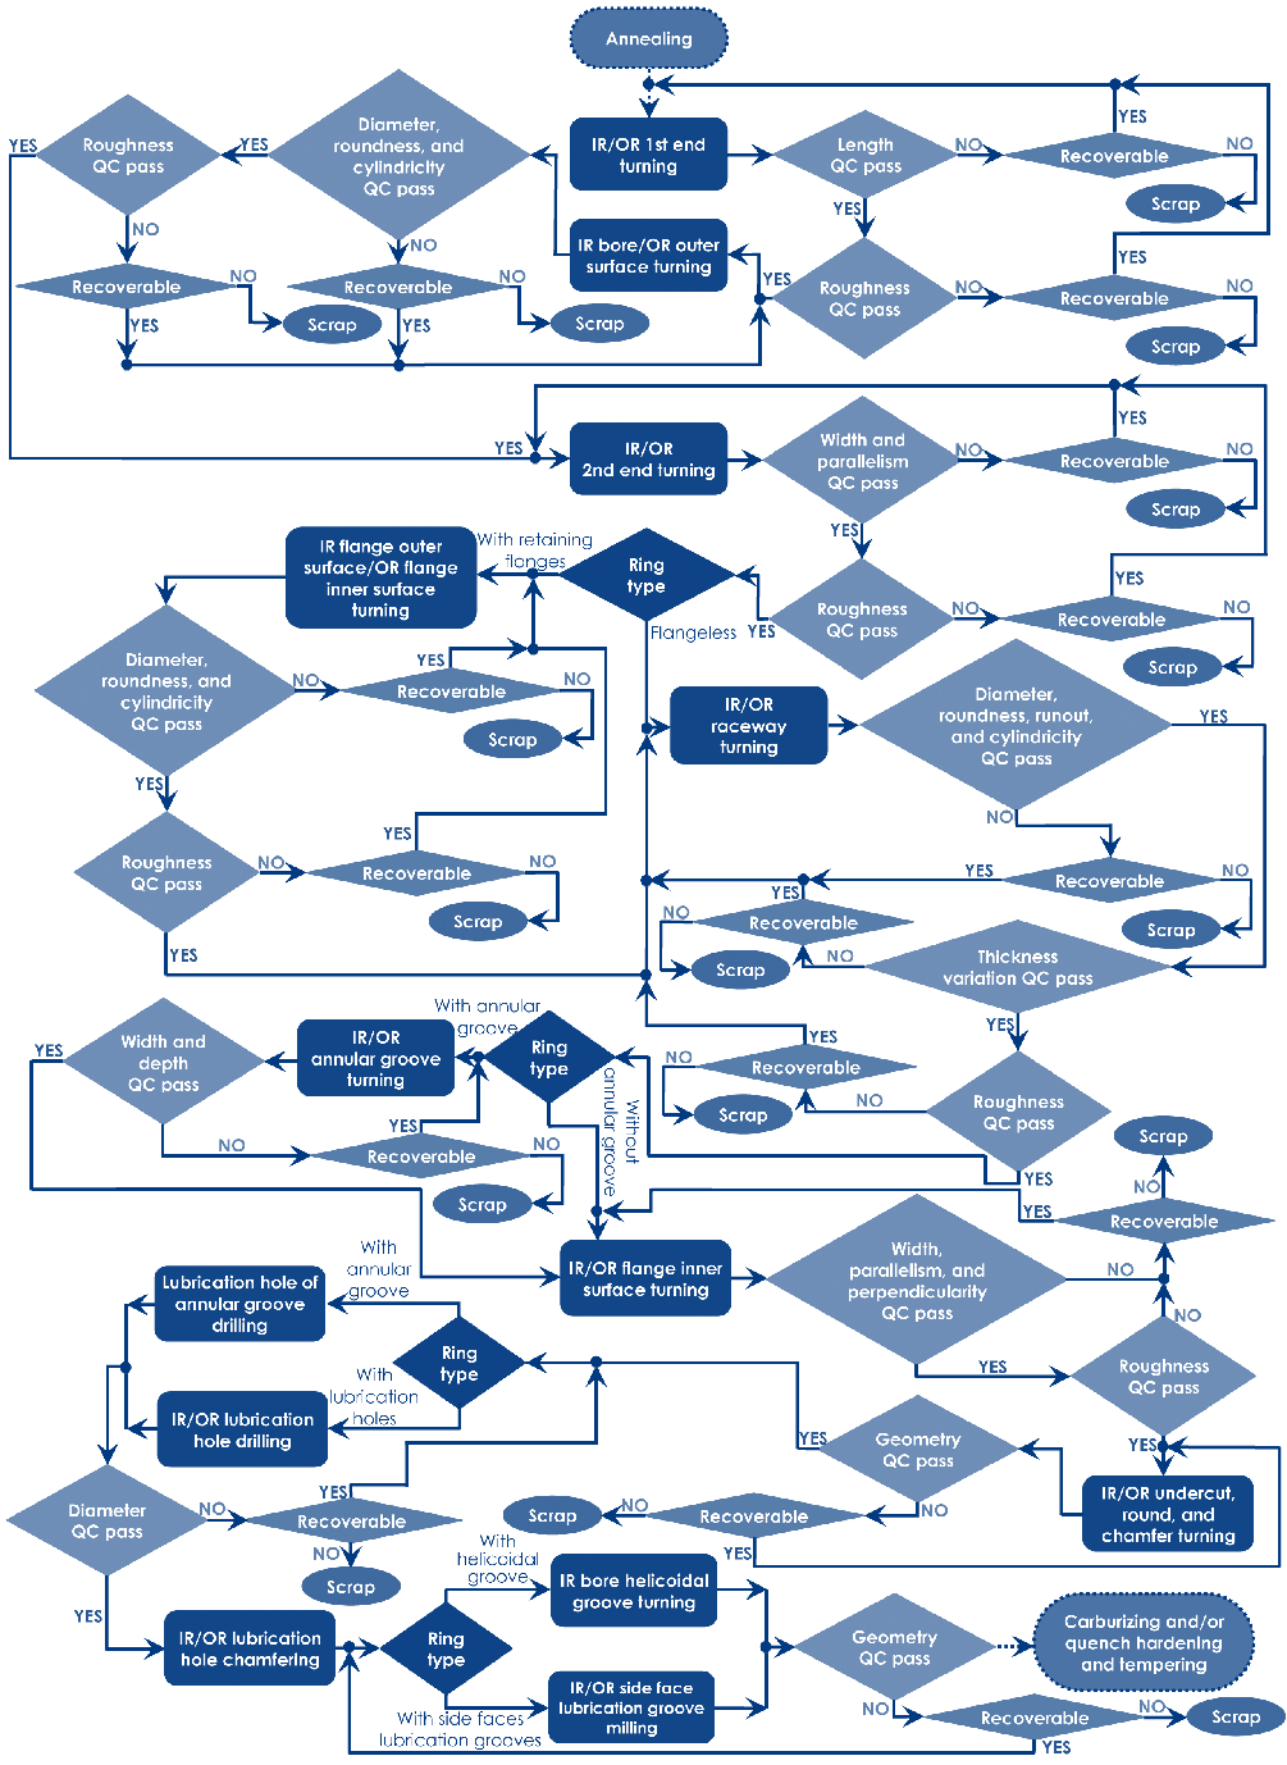 Annealing
IR/OR 1st end
turning
Length
QC pass
NO
Recoverable
YES
NO
Scrap
YES
Roughness
QC pass
NO
Recoverable
YES
NO
Scrap
YES
IR bore/OR outer
surface turning
Diameter,
roundness, and
cylindricity
QC pass
NO
Recoverable
NO
Scrap
YES
YES
Roughness
QC pass
NO
Recoverable
NO
Scrap
YES
YES
YES
IR/OR
2nd end turning
Width and
parallelism
QC pass
NO
Recoverable
YES
NO
Scrap
YES
Roughness
QC pass
NO
Recoverable
YES
NO
Scrap
YES
Ring
type
With retaining
flanges
Flangeless
IR flange outer
surface/OR flange
inner surface
turning
Diameter,
roundness, and
cylindricity
QC pass
NO
Recoverable
YES
NO
Scrap
YES
Roughness
QC pass
NO
Recoverable
YES
NO
Scrap
YES
IR/OR
raceway
turning
Diameter,
roundness, runout,
and cylindricity
QC pass
YES
NO
Recoverable
YES
NO
Scrap
Thickness
variation QC pass
NO
Recoverable
YES
NO
Scrap
YES
Roughness
QC pass
NO
Recoverable
YES
NO
Scrap
YES
Ring
type
With annular
groove
Without
annular groove
IR/OR
annular groove
turning
Width and
depth
QC pass
YES
NO
Recoverable
YES
NO
Scrap
IR/OR flange inner
surface turning
Width,
parallelism, and
perpendicularity
QC pass
NO
Recoverable
YES
NO
Scrap
YES
Roughness
QC pass
NO
YES
IR/OR undercut,
round, and
chamfer turning
Geometry
QC pass
YES
NO
Recoverable
NO
Scrap
YES
Ring
type
With
annular
groove
Lubrication hole of
annular groove
drilling
With
lubrication
holes
IR/OR lubrication
hole drilling
Diameter
QC pass
NO
Recoverable
YES
NO
Scrap
YES
IR/OR lubrication
hole chamfering
Ring
type
With
helicoidal
groove
IR bore helicoidal
groove turning
With side faces
lubrication grooves
IR/OR side face
lubrication groove
milling
Geometry
QC pass
Carburizing and/or
quench hardening
and tempering
NO
Recoverable
NO
Scrap
YES